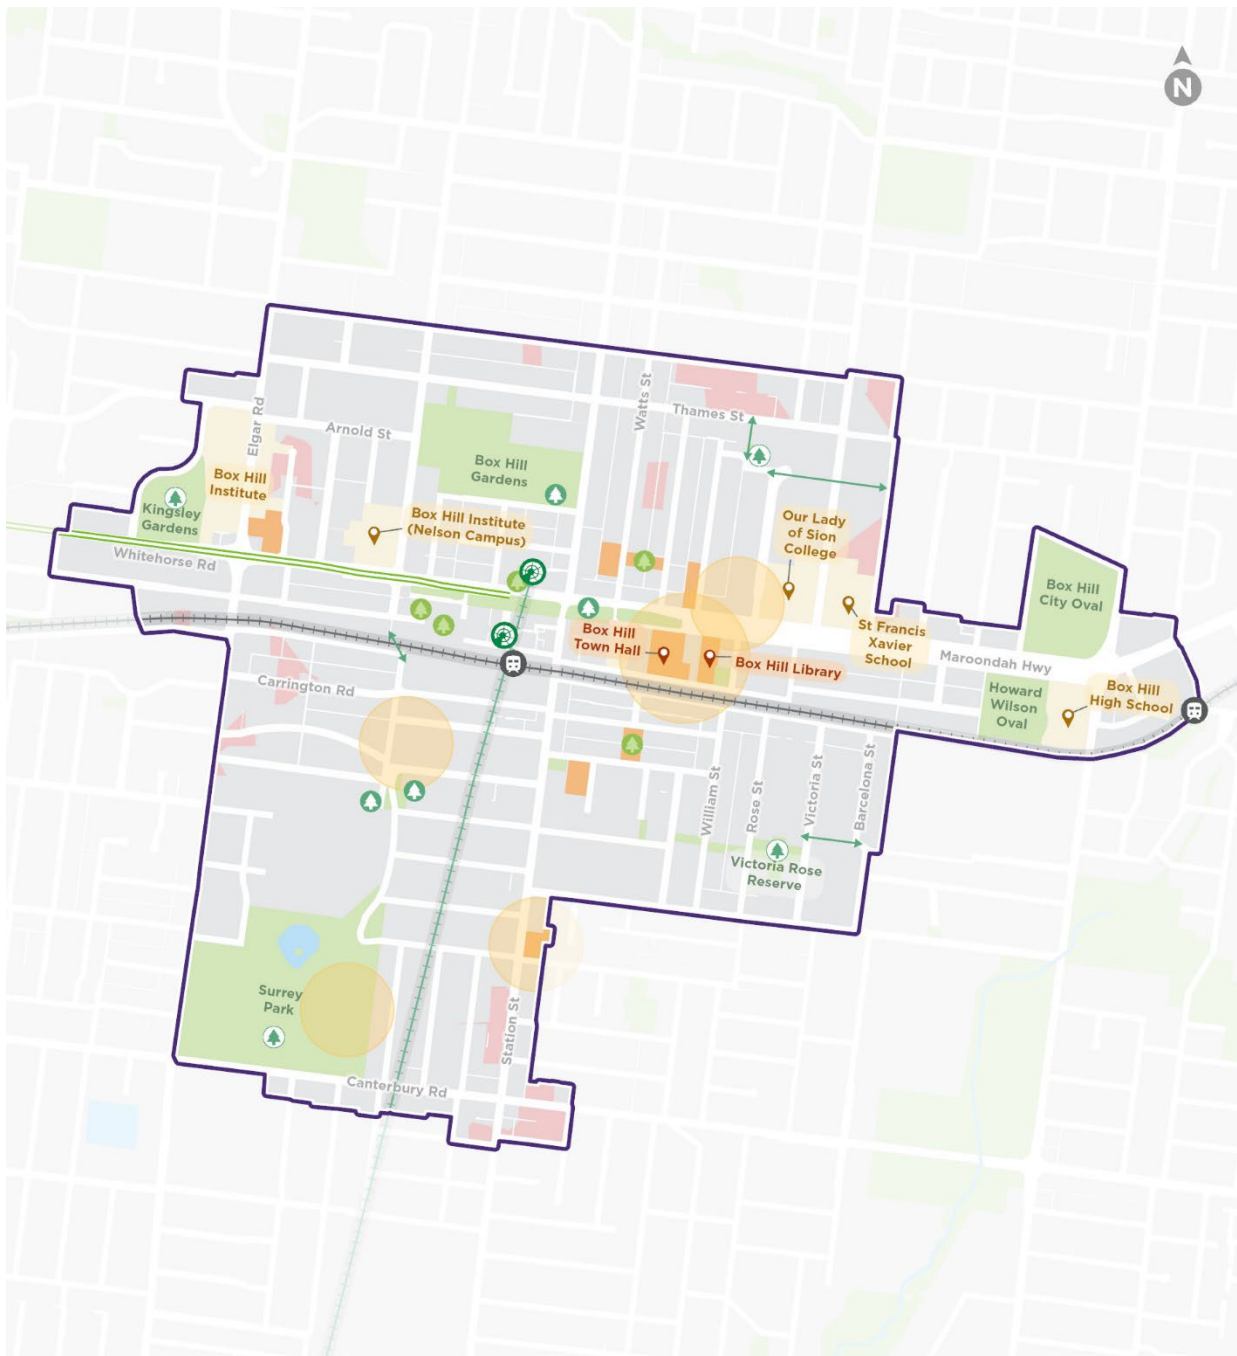 N
Watts St
Thames St
Elgar Rd
Arnold St
Box Hill
Gardens
Box Hill
Institute
Kingsley
Gardens
Box Hill Institute
(Nelson Campus)
Our Lady
of Sion
College
Whitehorse Rd
Box Hill
City Oval
Box Hill
Town Hall
St Francis
Xavier
School
Box Hill Library
Maroondah Hwy
Carrington Rd
Howard
Wilson
Oval
Box Hill
High School
William St
Rose St
Victoria St
Barcelona St
Victoria Rose
Reserve
Surrey
Park
Station St
Canterbury Rd